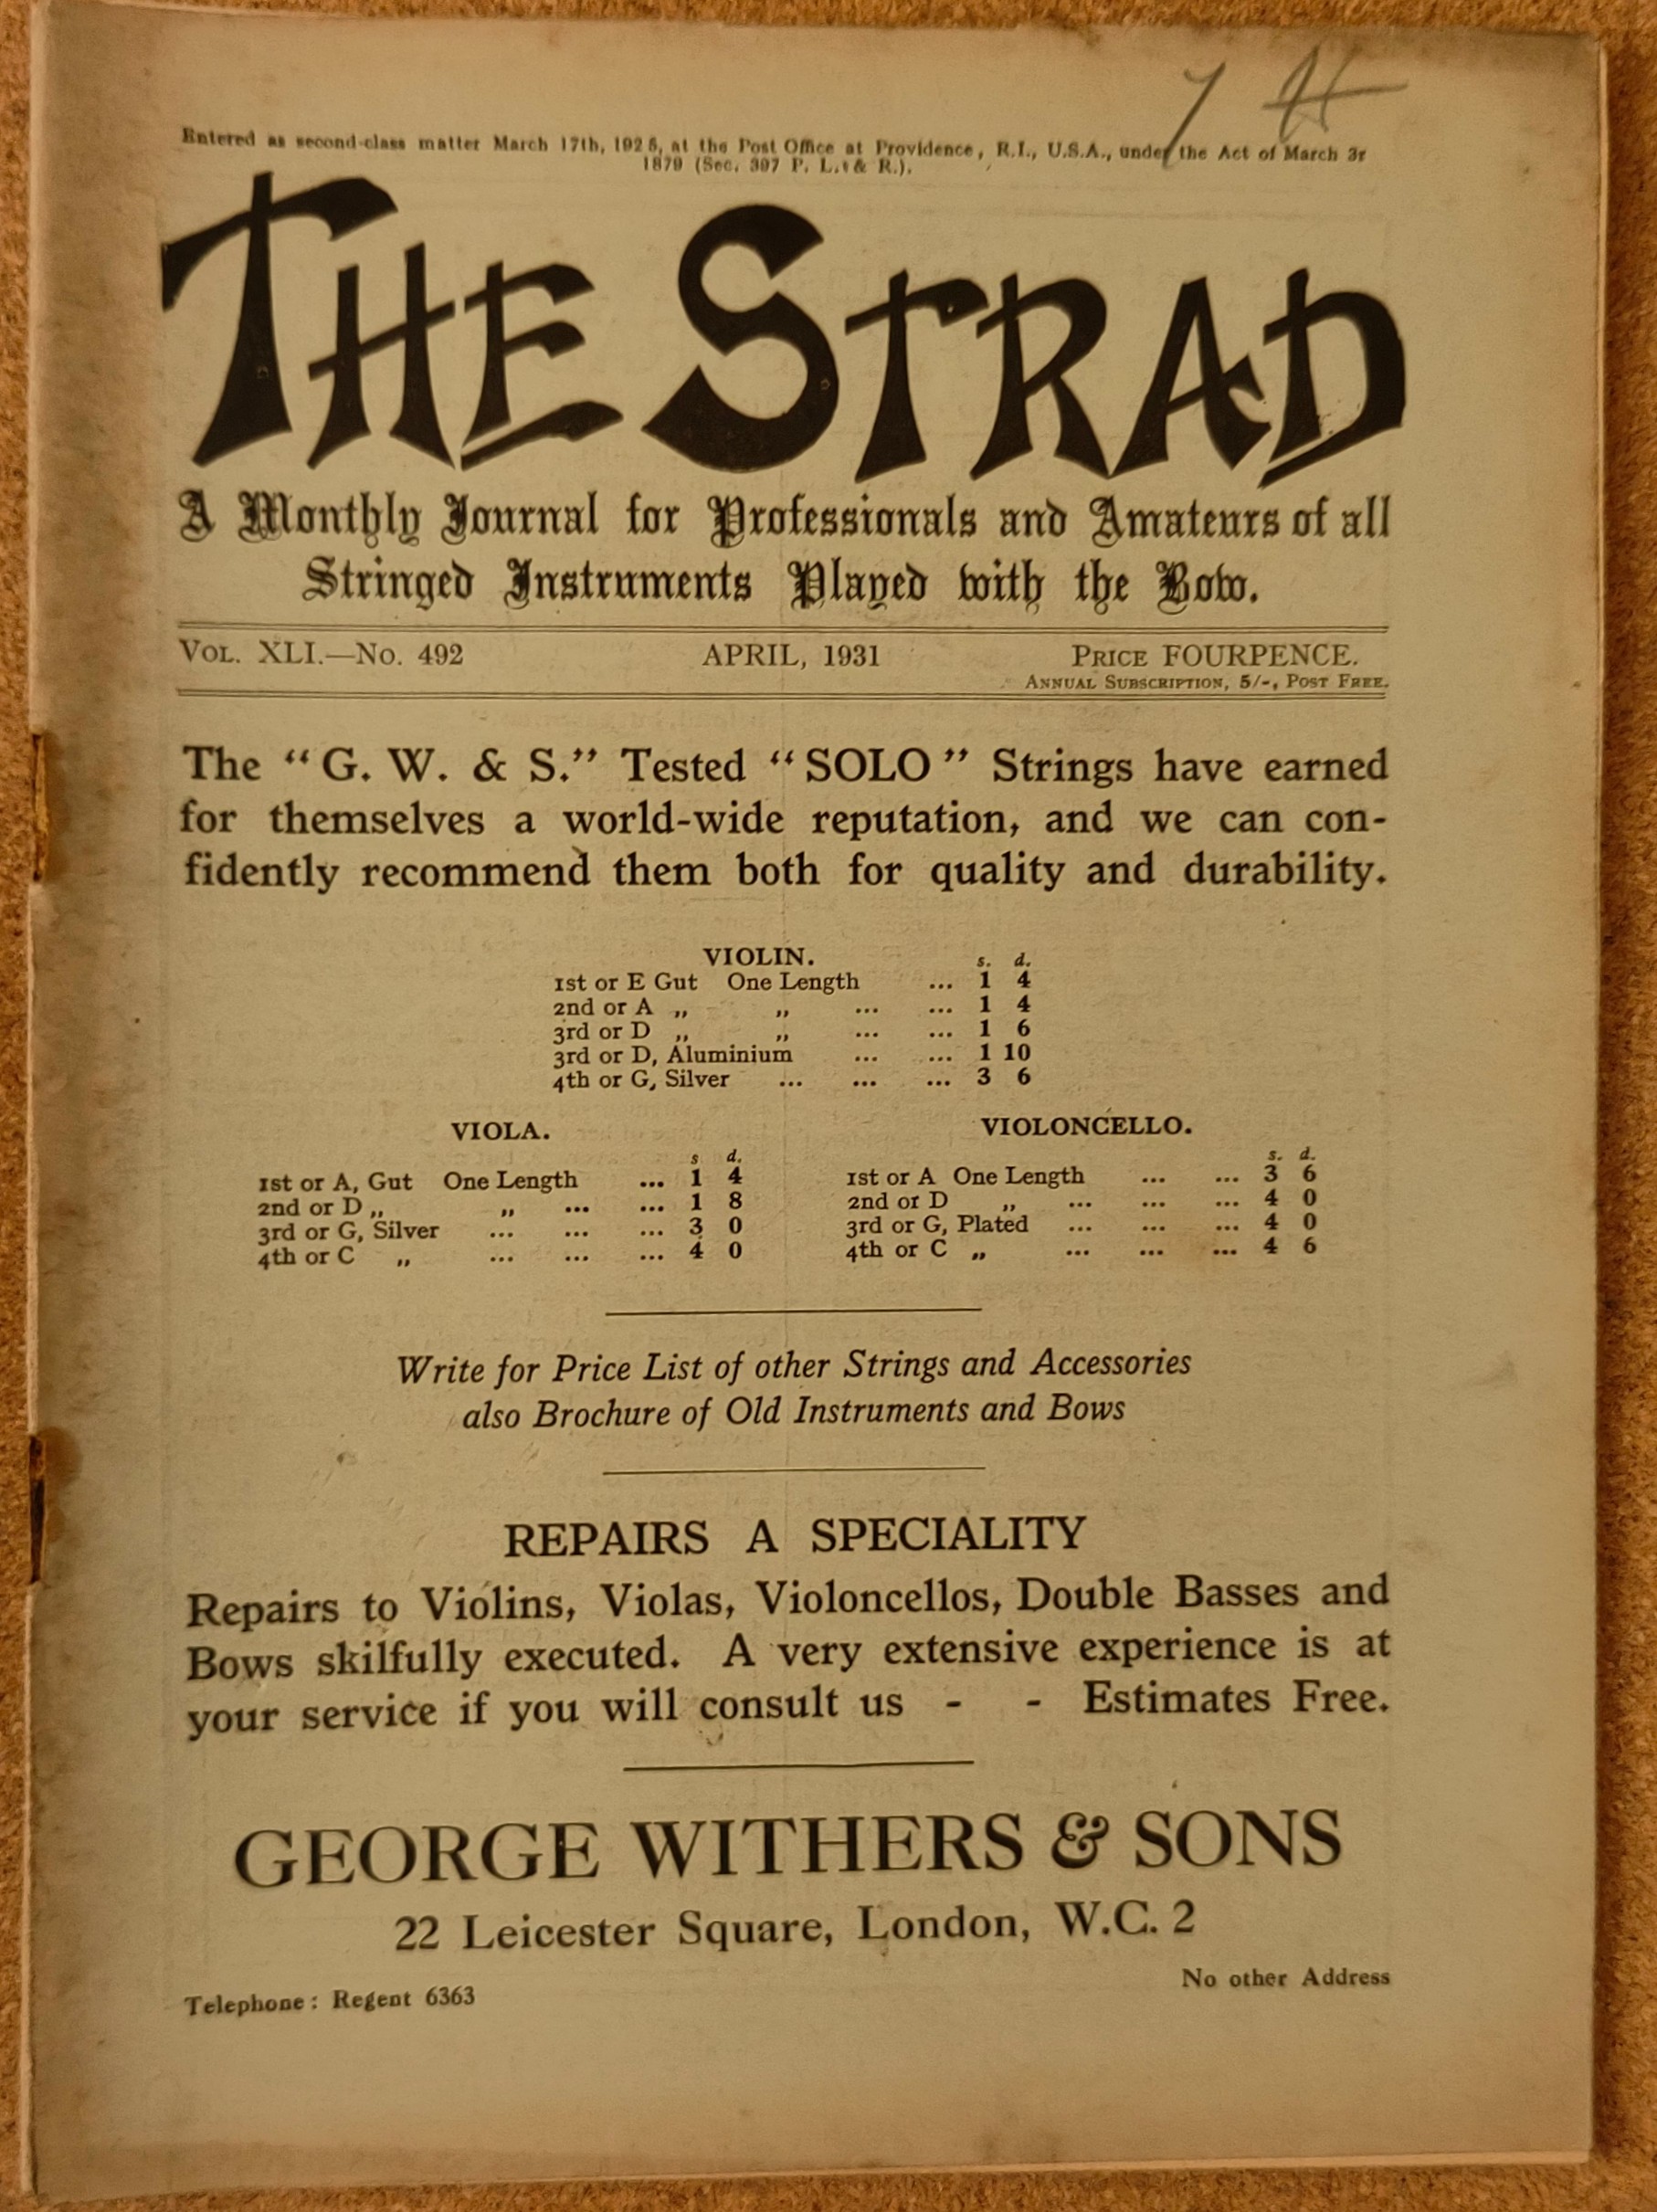 Entered as second-class matter March 17th, 1925, at the Post Office at Providence, R.I., U.S.A., under the Act of March 3r
1879 (Sec. 397 P. L. & R.).
THE STRAD
A Monthly Journal for Professionals and Amateurs of all
Stringed Instruments Played with the Bow.
VOL. XLI.—No. 492 APRIL, 1931 PRICE FOURPENCE.
ANNUAL SUBSCRIPTION, 5/-, POST FREE.
The "G. W. & S." Tested "SOLO" Strings have earned
for themselves a world-wide reputation, and we can con-
fidently recommend them both for quality and durability.
VIOLIN. s. d.
1st or E Gut One Length ... 1 4
2nd or A ,, ,, ... ... 1 4
3rd or D ,, ,, ... ... 1 6
3rd or D, Aluminium ... ... 1 10
4th or G, Silver ... ... ... 3 6
VIOLA.
s d.
1st or A, Gut One Length ... 1 4
2nd or D ,, ,, ... ... 1 8
3rd or G, Silver ... ... ... 3 0
4th or C ,, ... ... ... 4 0
VIOLONCELLO.
s. d.
1st or A One Length ... ... 3 6
2nd or D ,, ... ... ... 4 0
3rd or G, Plated ... ... ... 4 0
4th or C ,, ... ... ... 4 6
Write for Price List of other Strings and Accessories
also Brochure of Old Instruments and Bows
REPAIRS A SPECIALITY
Repairs to Violins, Violas, Violoncellos, Double Basses and
Bows skilfully executed. A very extensive experience is at
your service if you will consult us - - Estimates Free.
GEORGE WITHERS & SONS
22 Leicester Square, London, W.C. 2
No other Address
Telephone: Regent 6363